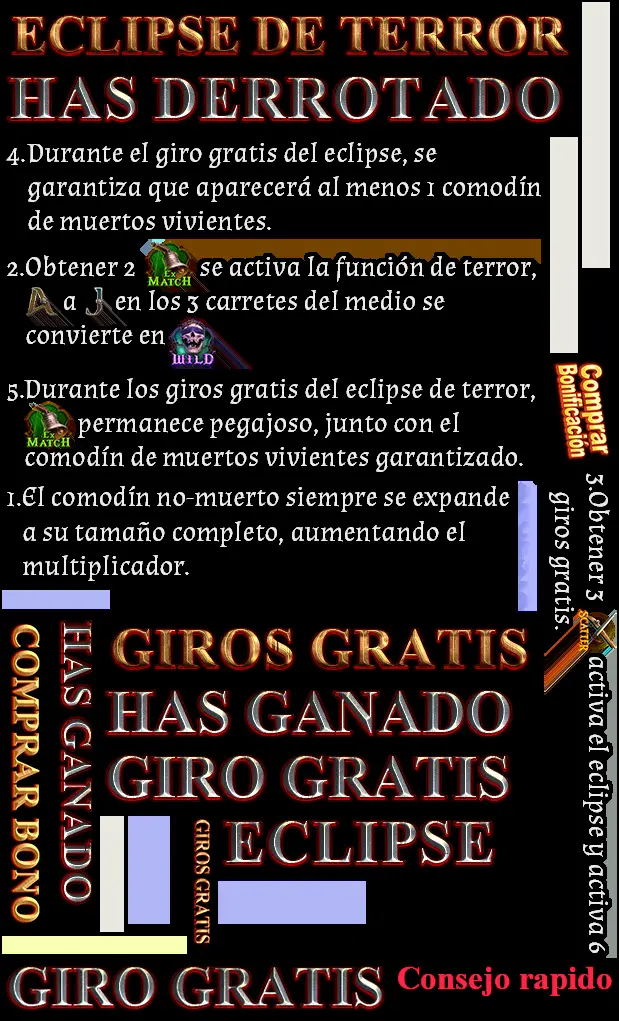 ECLIPSE DE TERROR
HAS DERROTADO
4.Durante el giro gratis del eclipse, se
garantiza que aparecerá al menos 1 comodín
de muertos vivientes.
2.Obtener 2 EX MATCH se activa la función de terror,
A a J en los 3 carretes del medio se
convierte en WILD
5.Durante los giros gratis del eclipse de terror,
EX MATCH permanece pegajoso, junto con el
comodín de muertos vivientes garantizado.
1.El comodín no-muerto siempre se expande
a su tamaño completo, aumentando el
multiplicador.
Comprar
Bonificación
3.Obtener 3 SCATTER activa el eclipse y activa 6
giros gratis.
COMPRAR BONO
HAS GANADO
GIROS GRATIS
HAS GANADO
GIRO GRATIS
GIROS GRATIS
ECLIPSE
GIRO GRATIS
Consejo rapido